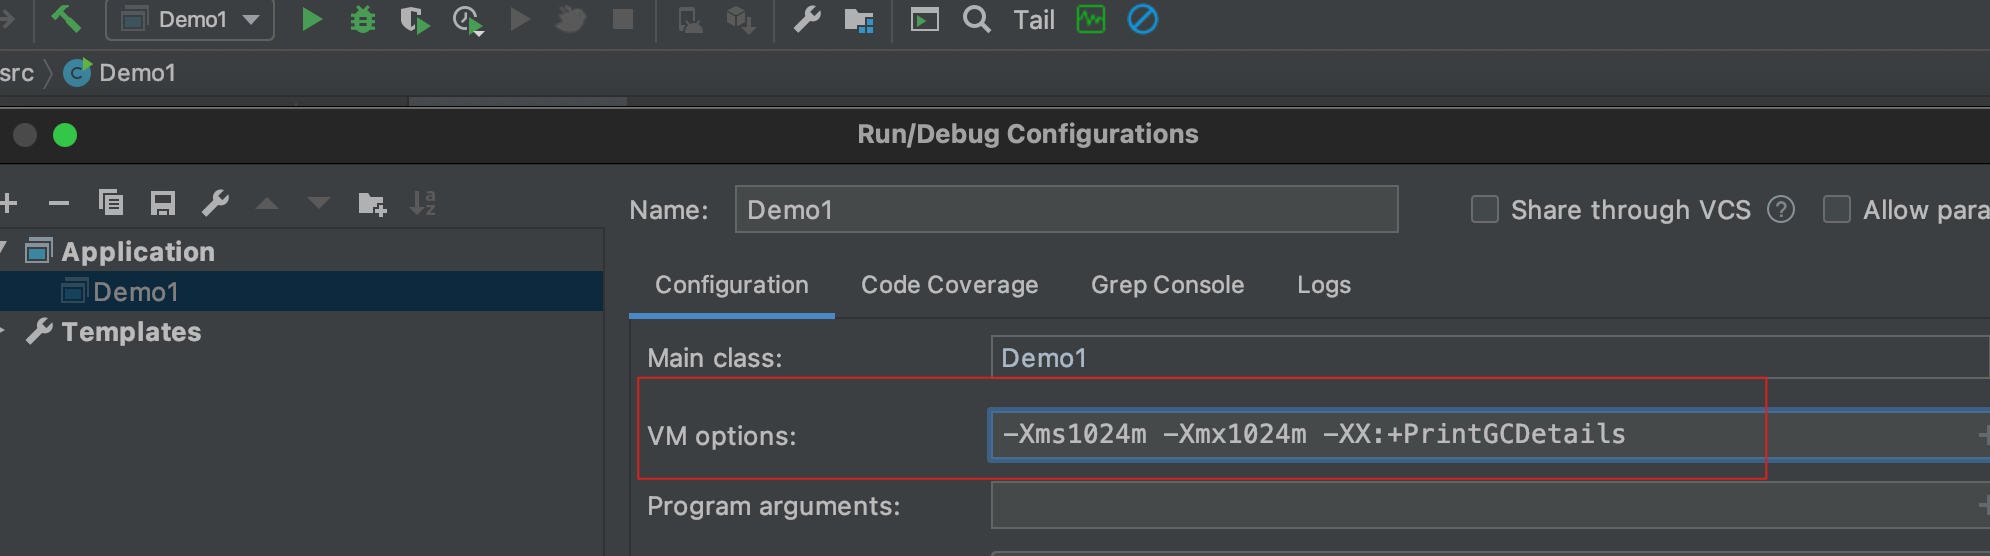 Demo1
Tail
src
Demo1
Run/Debug Configurations
Name:
Demo1
Share through VCS
?
Allow para
Application
Demo1
Templates
Configuration
Code Coverage
Grep Console
Logs
Main class:
Demo1
VM options:
-Xms1024m -Xmx1024m -XX:+PrintGCDetails
Program arguments: